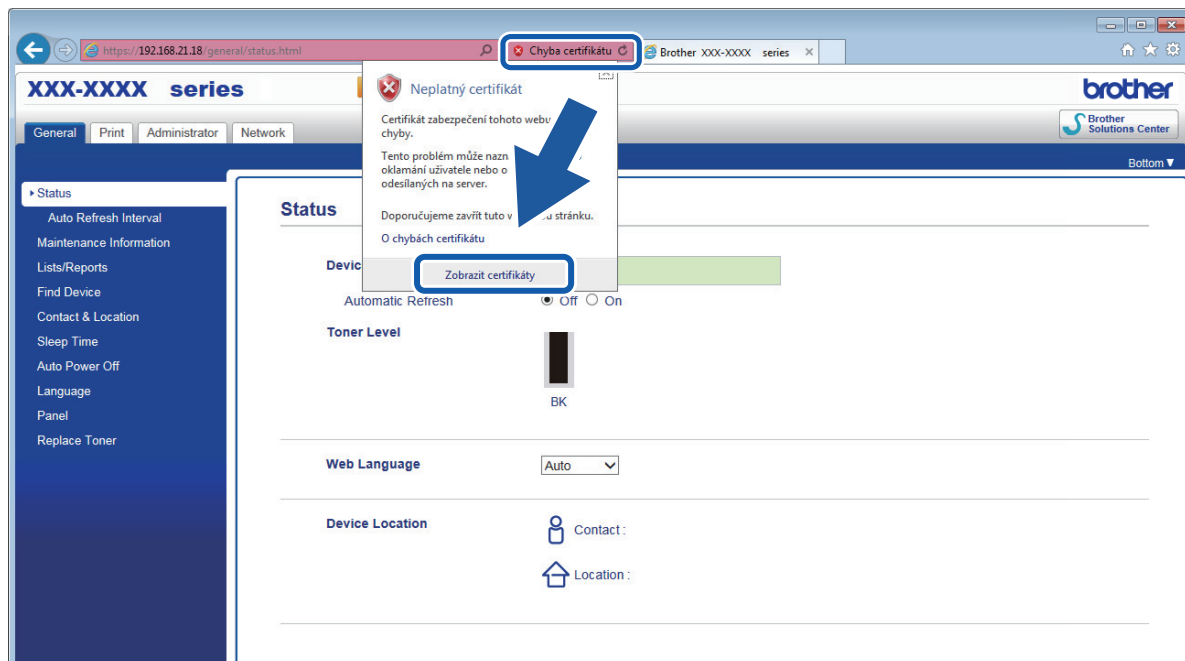 https://192.168.21.18/general/status.html
Chyba certifikátu
Brother XXX-XXXX series
XXX-XXXX series
brother
General
Print
Administrator
Network
Brother
Solutions Center
Bottom▼
Neplatný certifikát
Certifikát zabezpečení tohoto webu
chyby.
Tento problém může
oklamání uživatele nebo
odesílaných na server.
Doporučujeme zavřít tuto stránku.
O chybách certifikátu
Zobrazit certifikáty
Status
Auto Refresh Interval
Maintenance Information
Lists/Reports
Find Device
Contact & Location
Sleep Time
Auto Power Off
Language
Panel
Replace Toner
Status
Automatic Refresh
Off
On
Toner Level
BK
Web Language
Auto
Device Location
Contact :
Location :